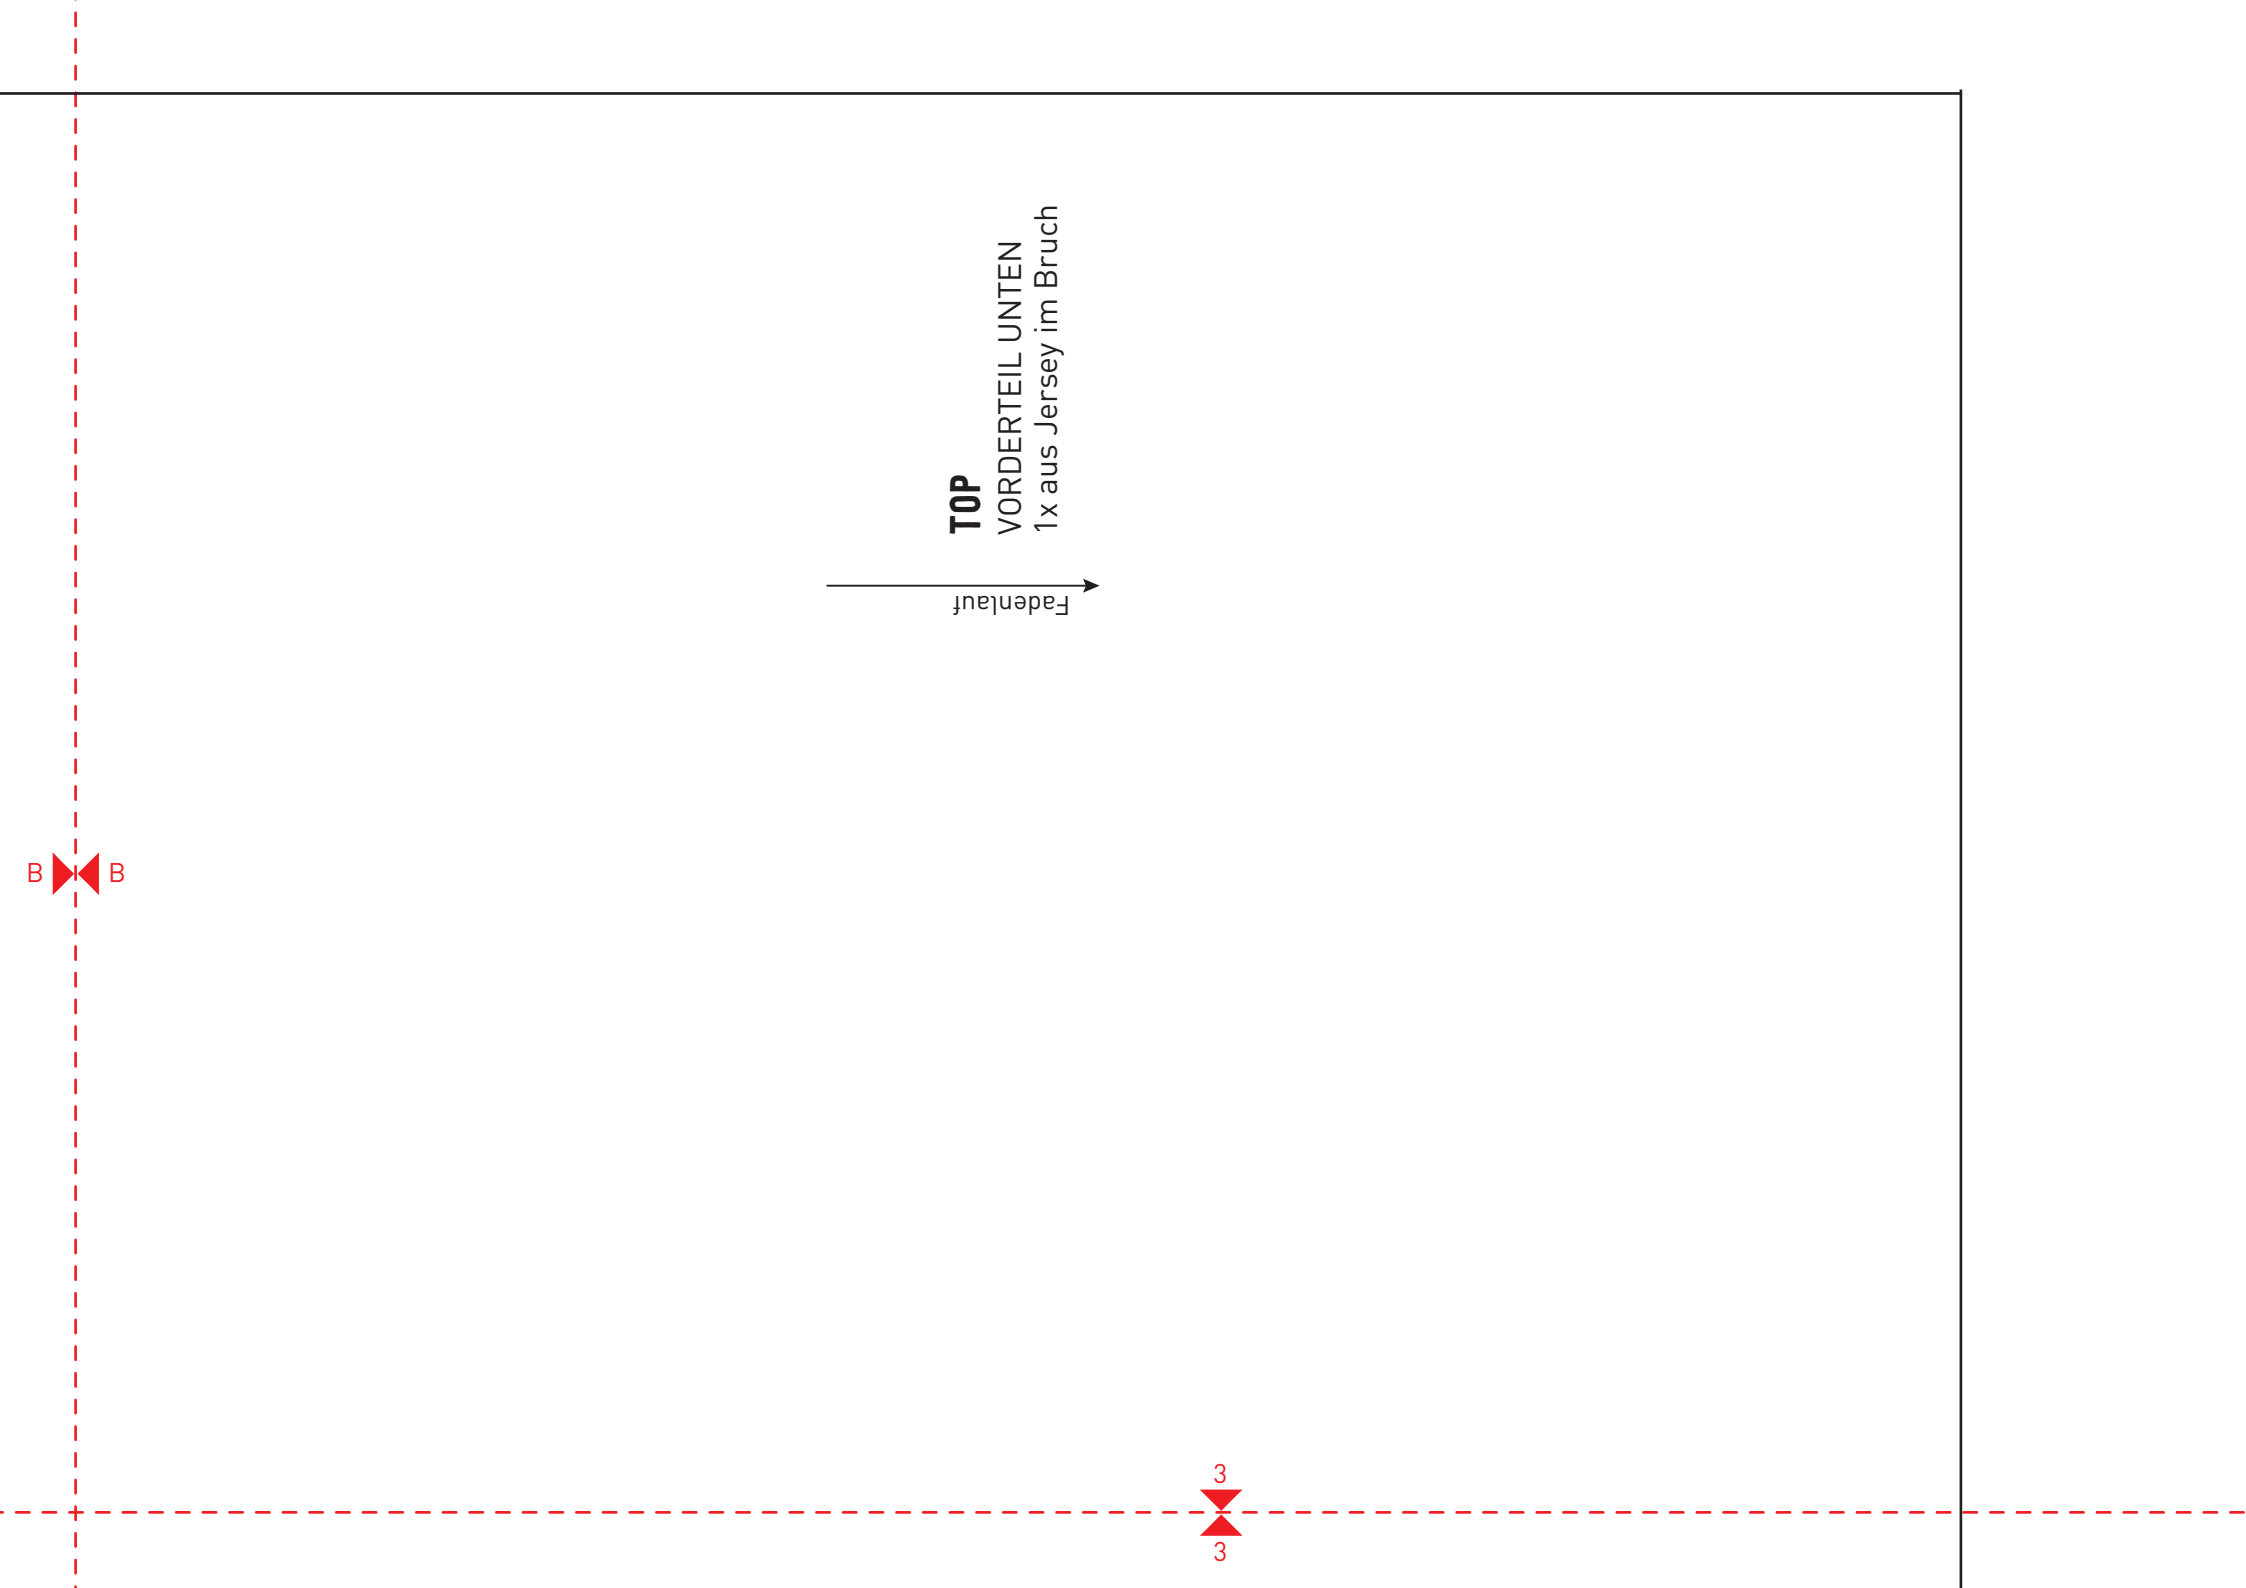 TOP
VORDERTEIL UNTEN
1x aus Jersey im Bruch
Fadenlauf
B B
3
3